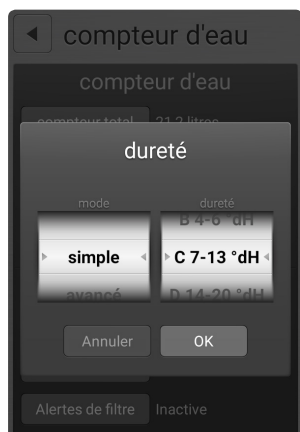 compteur d'eau
compteur d'eau
compteur total 21.2 litres
dureté
mode dureté
B 4-6 °dH
simple C 7-13 °dH
avancé D 14-20 °dH
Annuler OK
Alertes de filtre Inactive